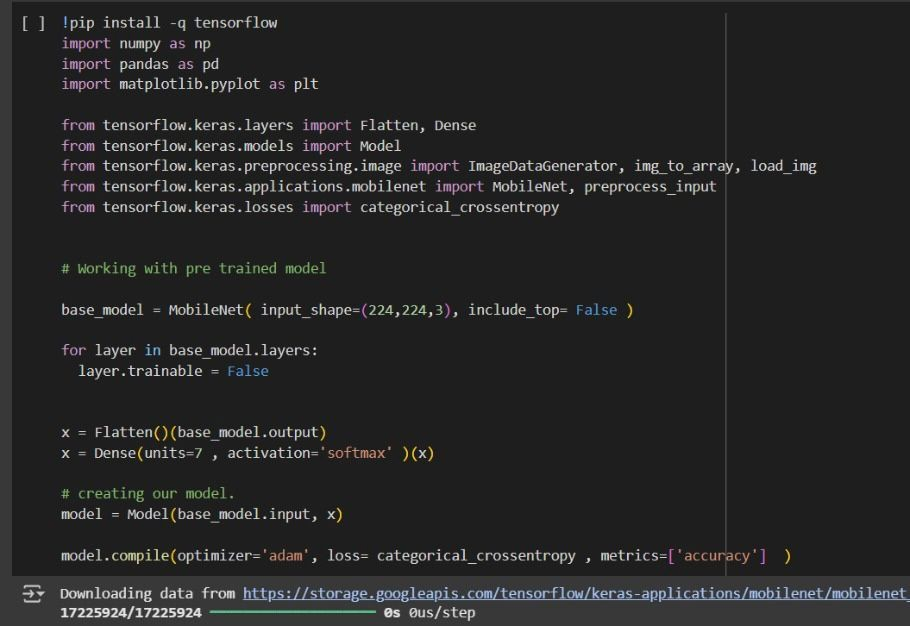 [ ] !pip install -q tensorflow
import numpy as np
import pandas as pd
import matplotlib.pyplot as plt
from tensorflow.keras.layers import Flatten, Dense
from tensorflow.keras.models import Model
from tensorflow.keras.preprocessing.image import ImageDataGenerator, img_to_array, load_img
from tensorflow.keras.applications.mobilenet import MobileNet, preprocess_input
from tensorflow.keras.losses import categorical_crossentropy
# Working with pre trained model
base_model = MobileNet( input_shape=(224,224,3), include_top= False )
for layer in base_model.layers:
  layer.trainable = False
x = Flatten()(base_model.output)
x = Dense(units=7 , activation='softmax' )(x)
# creating our model.
model = Model(base_model.input, x)
model.compile(optimizer='adam', loss= categorical_crossentropy , metrics=['accuracy']  )
Downloading data from https://storage.googleapis.com/tensorflow/keras-applications/mobilenet/mobilenet_
17225924/17225924 0s 0us/step